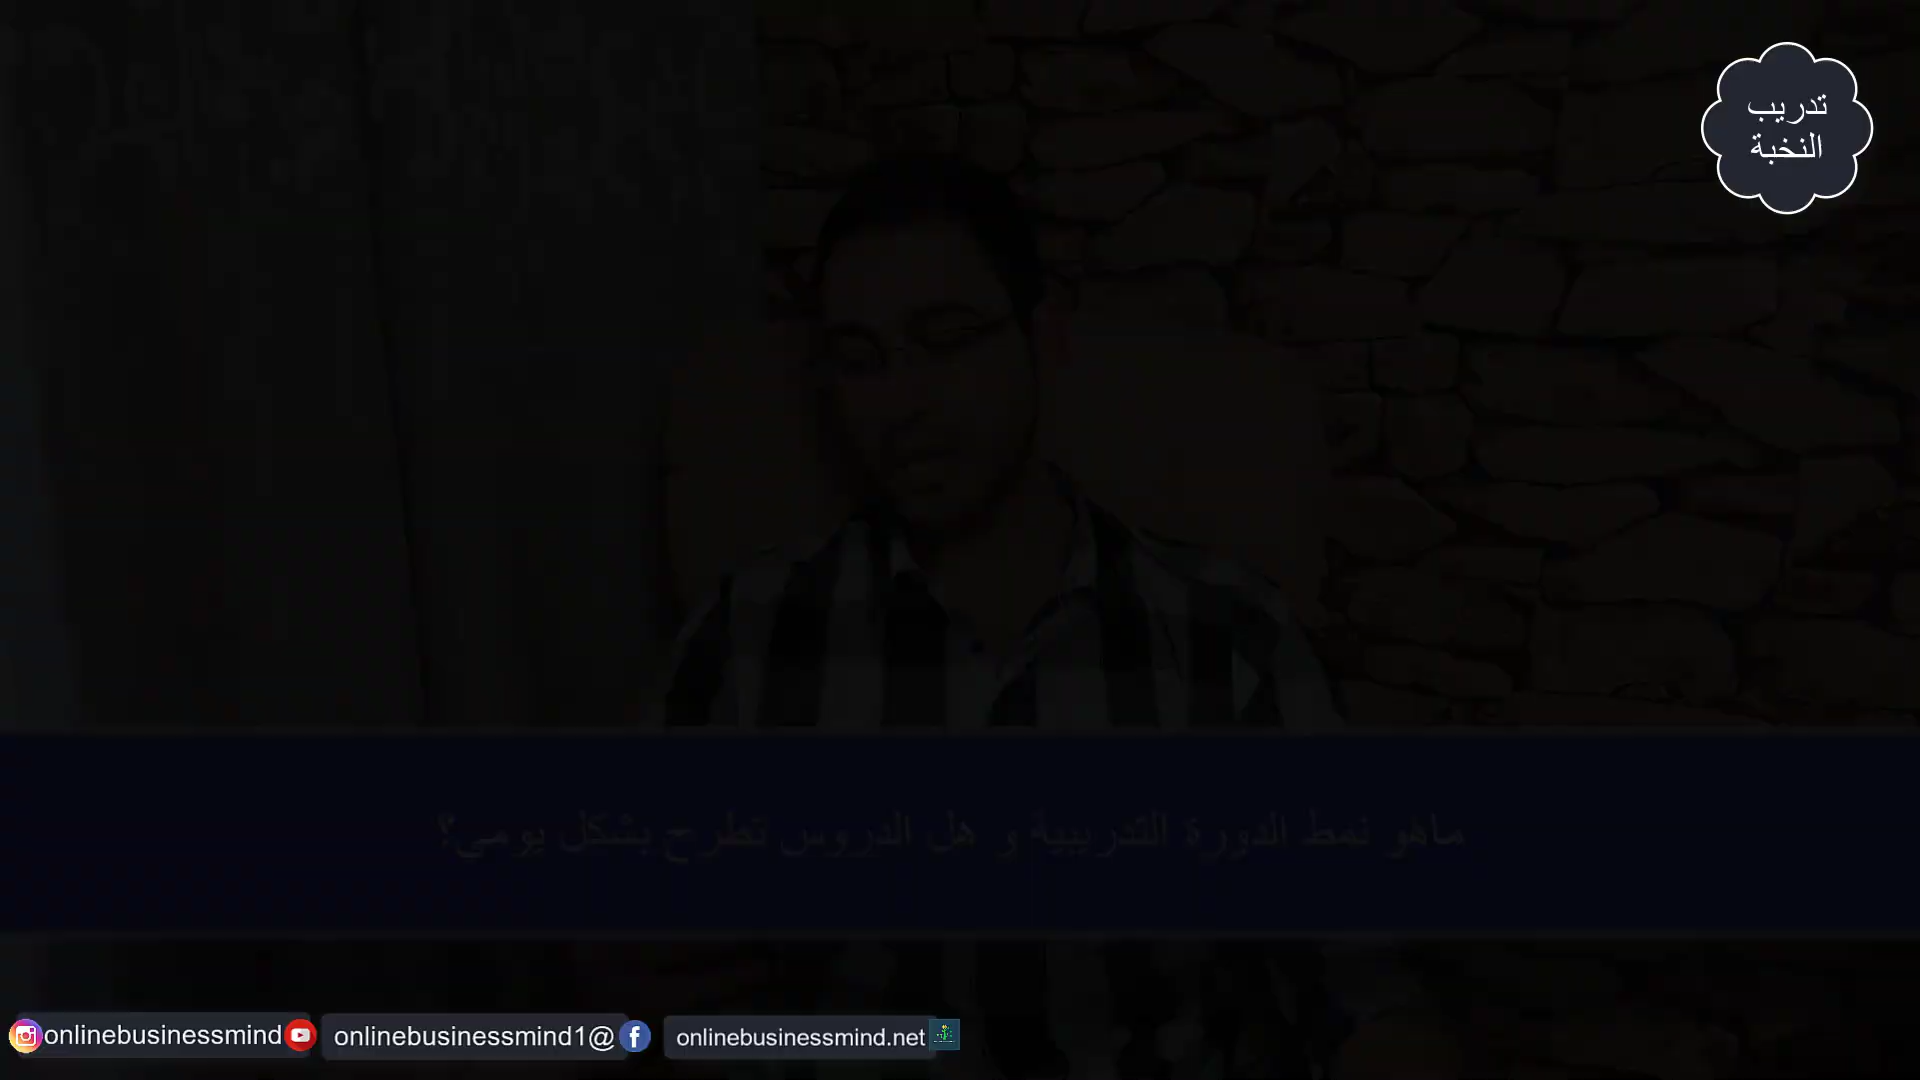 تدريب
النخبة
ماهو نمط الدورة التدريبية و هل الدروس تطرح بشكل يومي؟
onlinebusinessmind
onlinebusinessmind1@
onlinebusinessmind.net